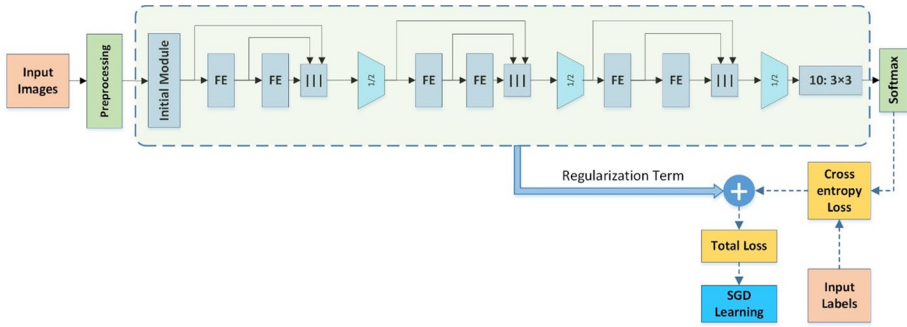 Input
Images
Preprocessing
Initial Module
FE
FE
|||
1/2
FE
FE
|||
1/2
FE
FE
|||
1/2
10: 3×3
Softmax
Regularization Term
+
Cross
entropy
Loss
Total Loss
SGD
Learning
Input
Labels